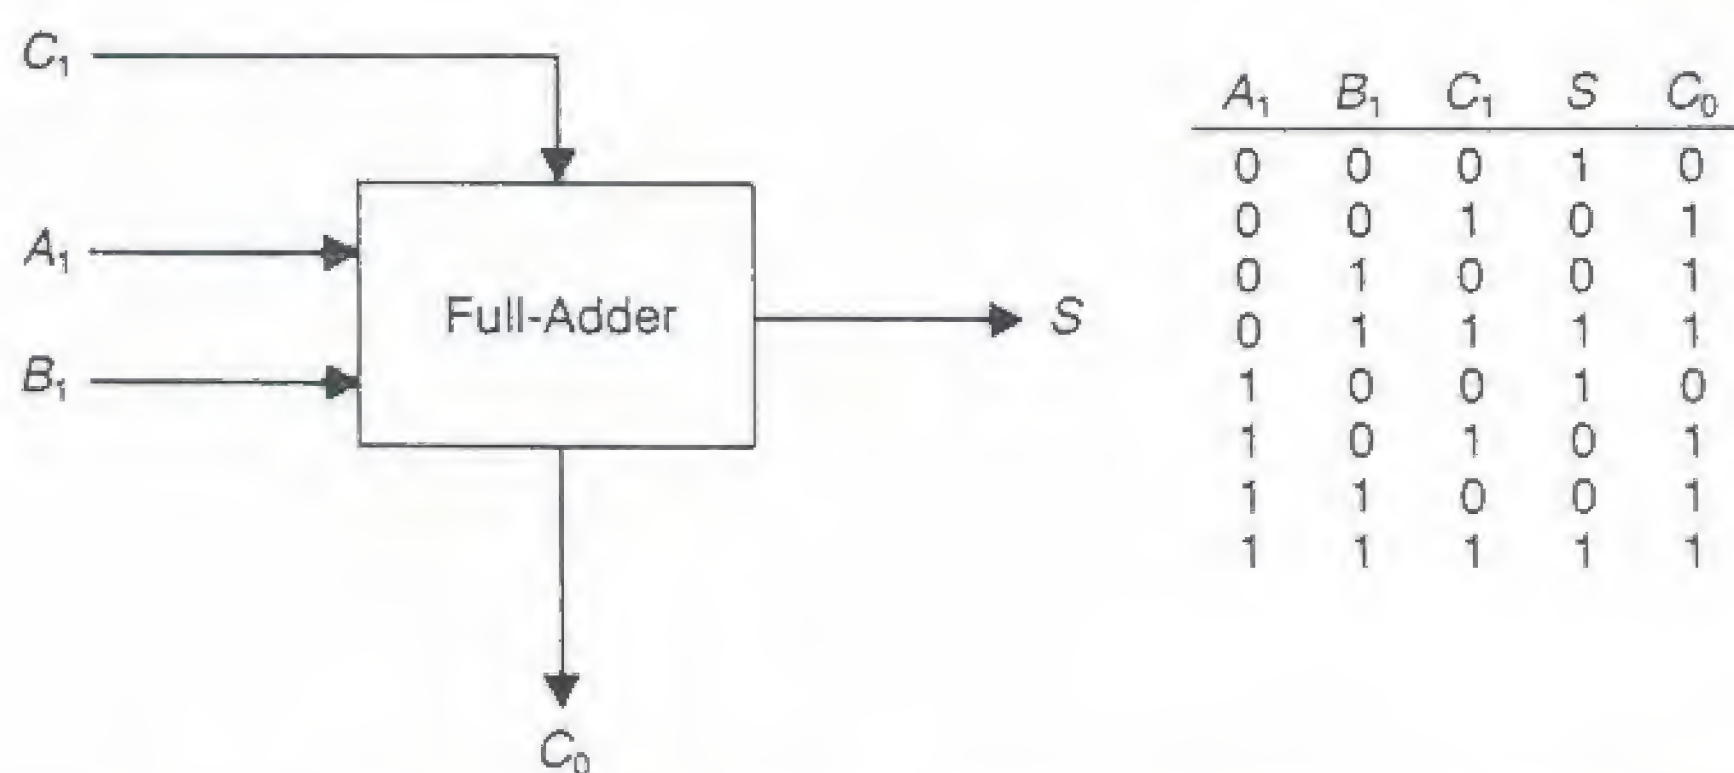 C₁
A₁
B₁
Full-Adder
S
C₀
A₁ B₁ C₁ S C₀
0 0 0 1 0
0 0 1 0 1
0 1 0 0 1
0 1 1 1 1
1 0 0 1 0
1 0 1 0 1
1 1 0 0 1
1 1 1 1 1